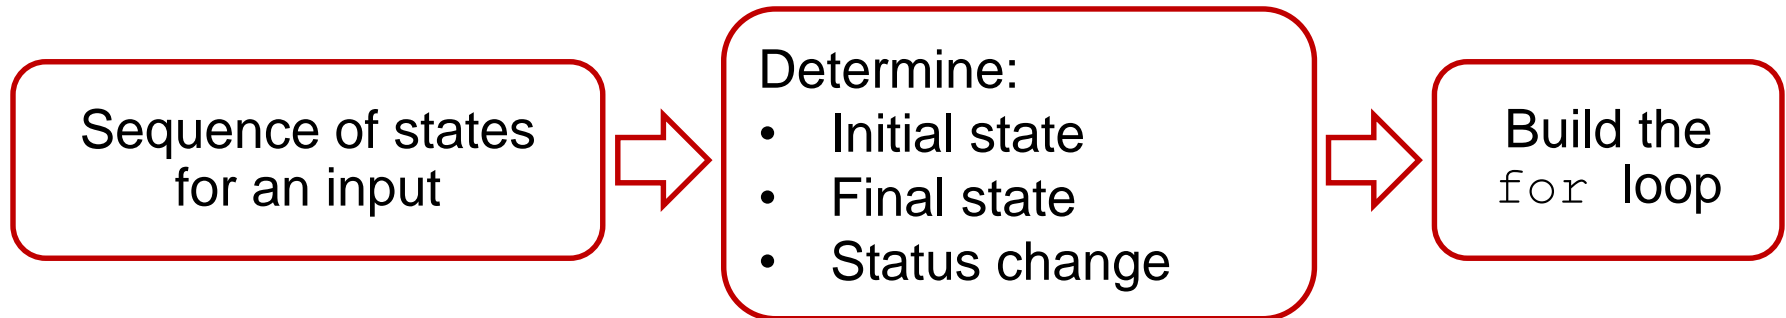 Sequence of states
for an input
Determine:
• Initial state
• Final state
• Status change
Build the
for loop